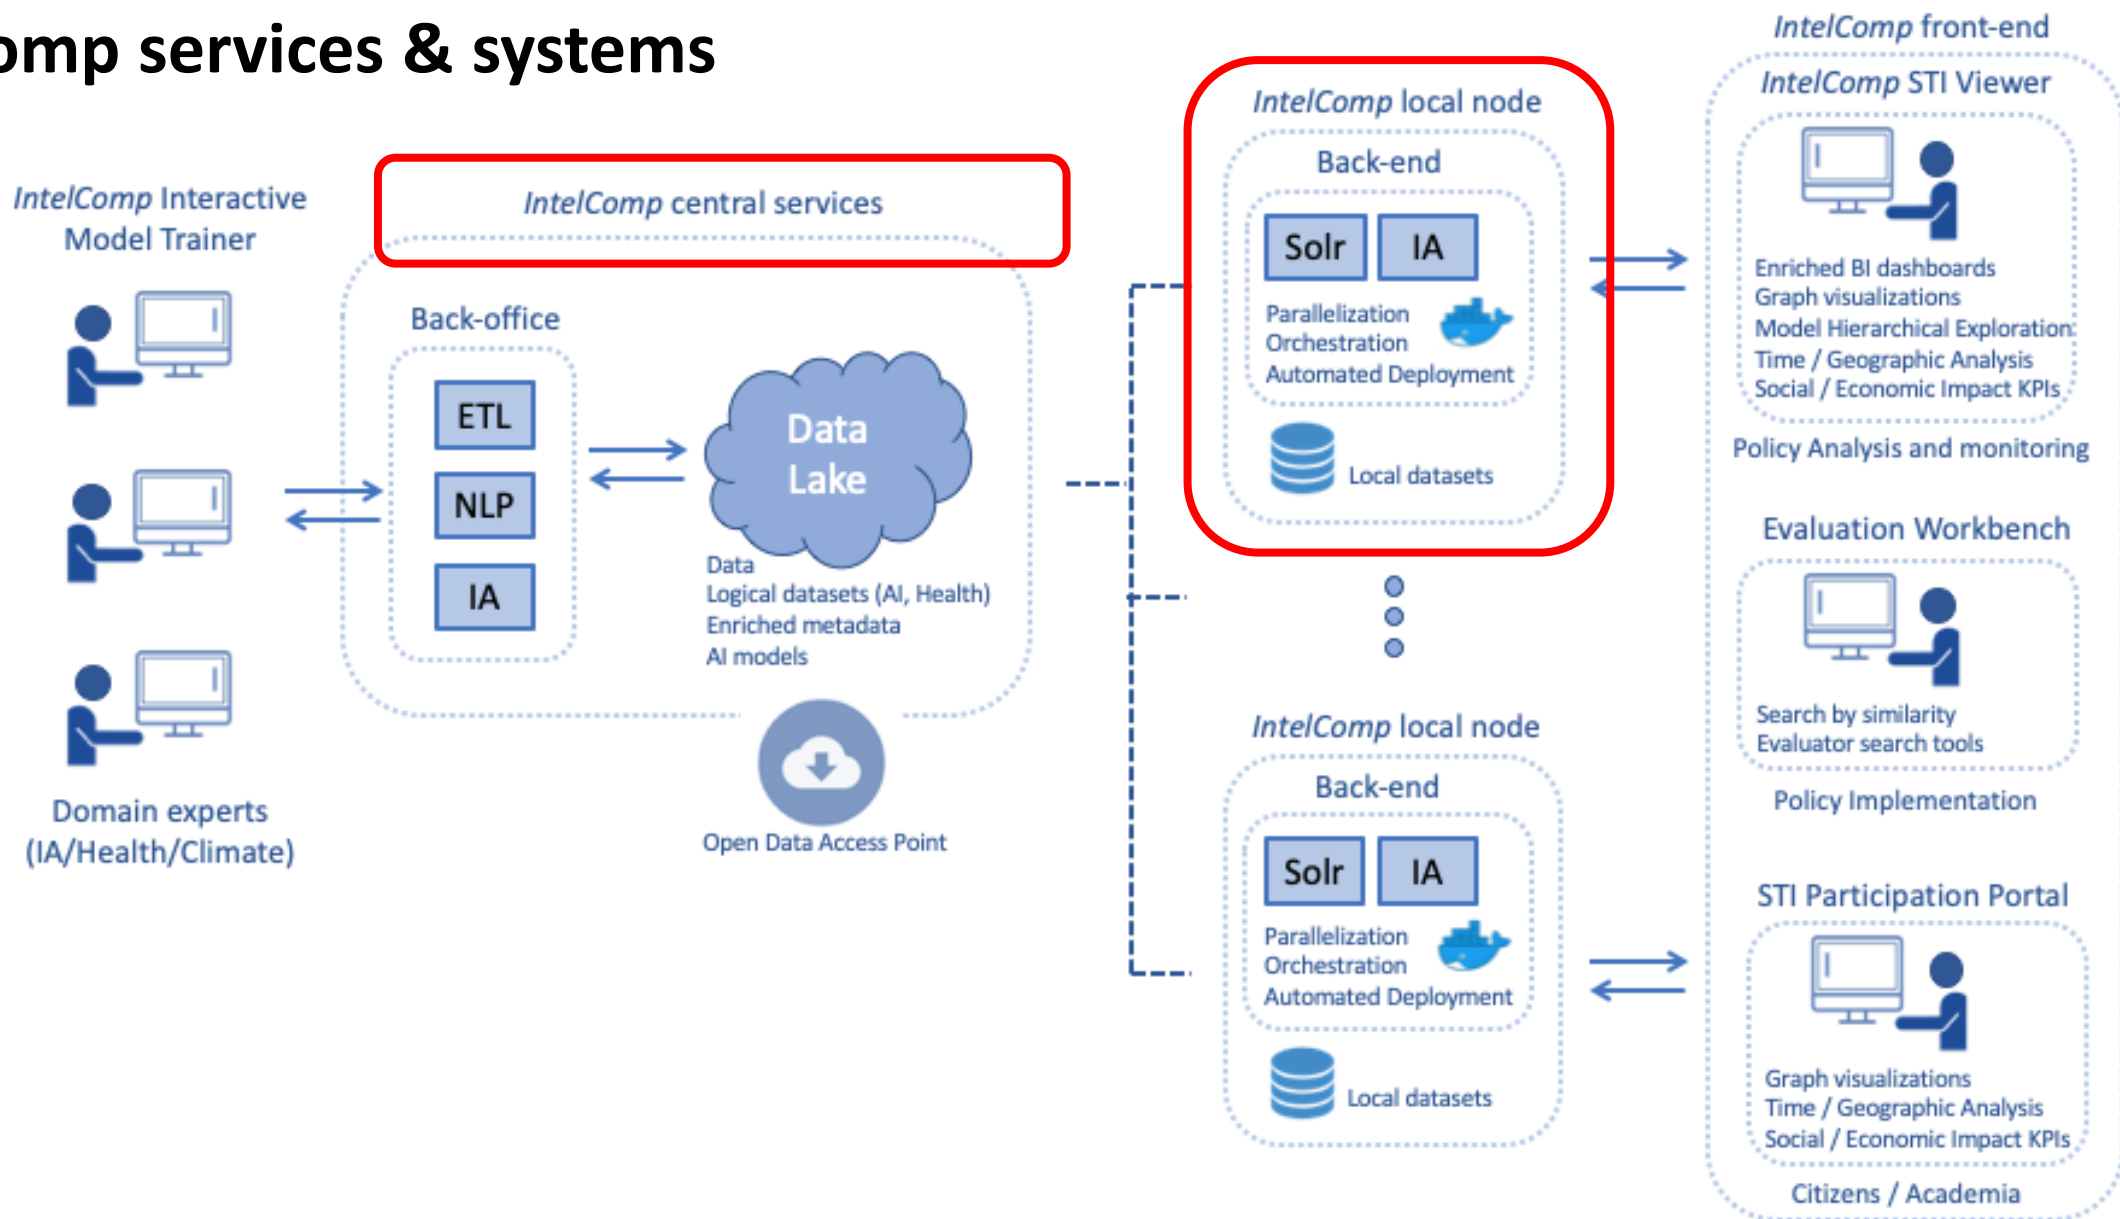 omp services & systems
IntelComp Interactive
Model Trainer
Domain experts
(IA/Health/Climate)
IntelComp central services
Back-office
ETL
NLP
IA
Data
Lake
Data
Logical datasets (AI, Health)
Enriched metadata
AI models
Open Data Access Point
IntelComp local node
Back-end
Solr
IA
Parallelization
Orchestration
Automated Deployment
Local datasets
IntelComp local node
Back-end
Solr
IA
Parallelization
Orchestration
Automated Deployment
Local datasets
IntelComp front-end
IntelComp STI Viewer
Enriched BI dashboards
Graph visualizations
Model Hierarchical Exploration
Time / Geographic Analysis
Social / Economic Impact KPIs
Policy Analysis and monitoring
Evaluation Workbench
Search by similarity
Evaluator search tools
Policy Implementation
STI Participation Portal
Graph visualizations
Time / Geographic Analysis
Social / Economic Impact KPIs
Citizens / Academia